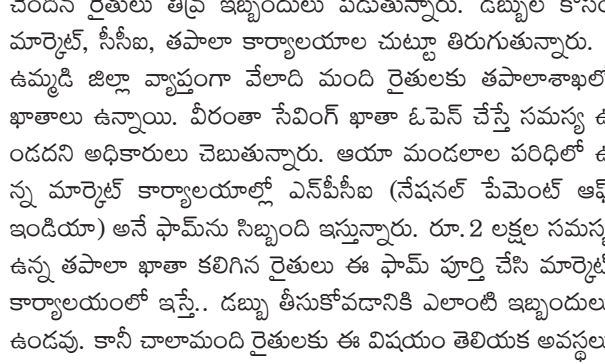 చెందిన రైతులు తీవ్ర ఇబ్బందులు పడుతున్నారు. డబ్బుల కోసం
మార్కెట్, సీసీఐ, తపాలా కార్యాలయాల చుట్టూ తిరుగుతున్నారు.
ఉమ్మడి జిల్లా వ్యాప్తంగా వేలాది మంది రైతులకు తపాలాశాఖలో
ఖాతాలు ఉన్నాయి. వీరంతా సేవింగ్ ఖాతా ఓపెన్ చేస్తే సమస్య ఉ
ండదని అధికారులు చెబుతున్నారు. ఆయా మండలాల పరిధిలో ఉ
న్న మార్కెట్ కార్యాలయాల్లో ఎన్‌పీసీఐ (నేషనల్ పేమెంట్ ఆఫ్
ఇండియా) అనే ఫామ్‌ను సిబ్బంది ఇస్తున్నారు. రూ. 2 లక్షల సమస్య
ఉన్న తపాలా ఖాతా కలిగిన రైతులు ఈ ఫామ్ పూర్తి చేసి మార్కెట్
కార్యాలయంలో ఇస్తే.. డబ్బు తీసుకోవడానికి ఎలాంటి ఇబ్బందులు
ఉండవు. కానీ చాలామంది రైతులకు ఈ విషయం తెలియక అవస్థలు